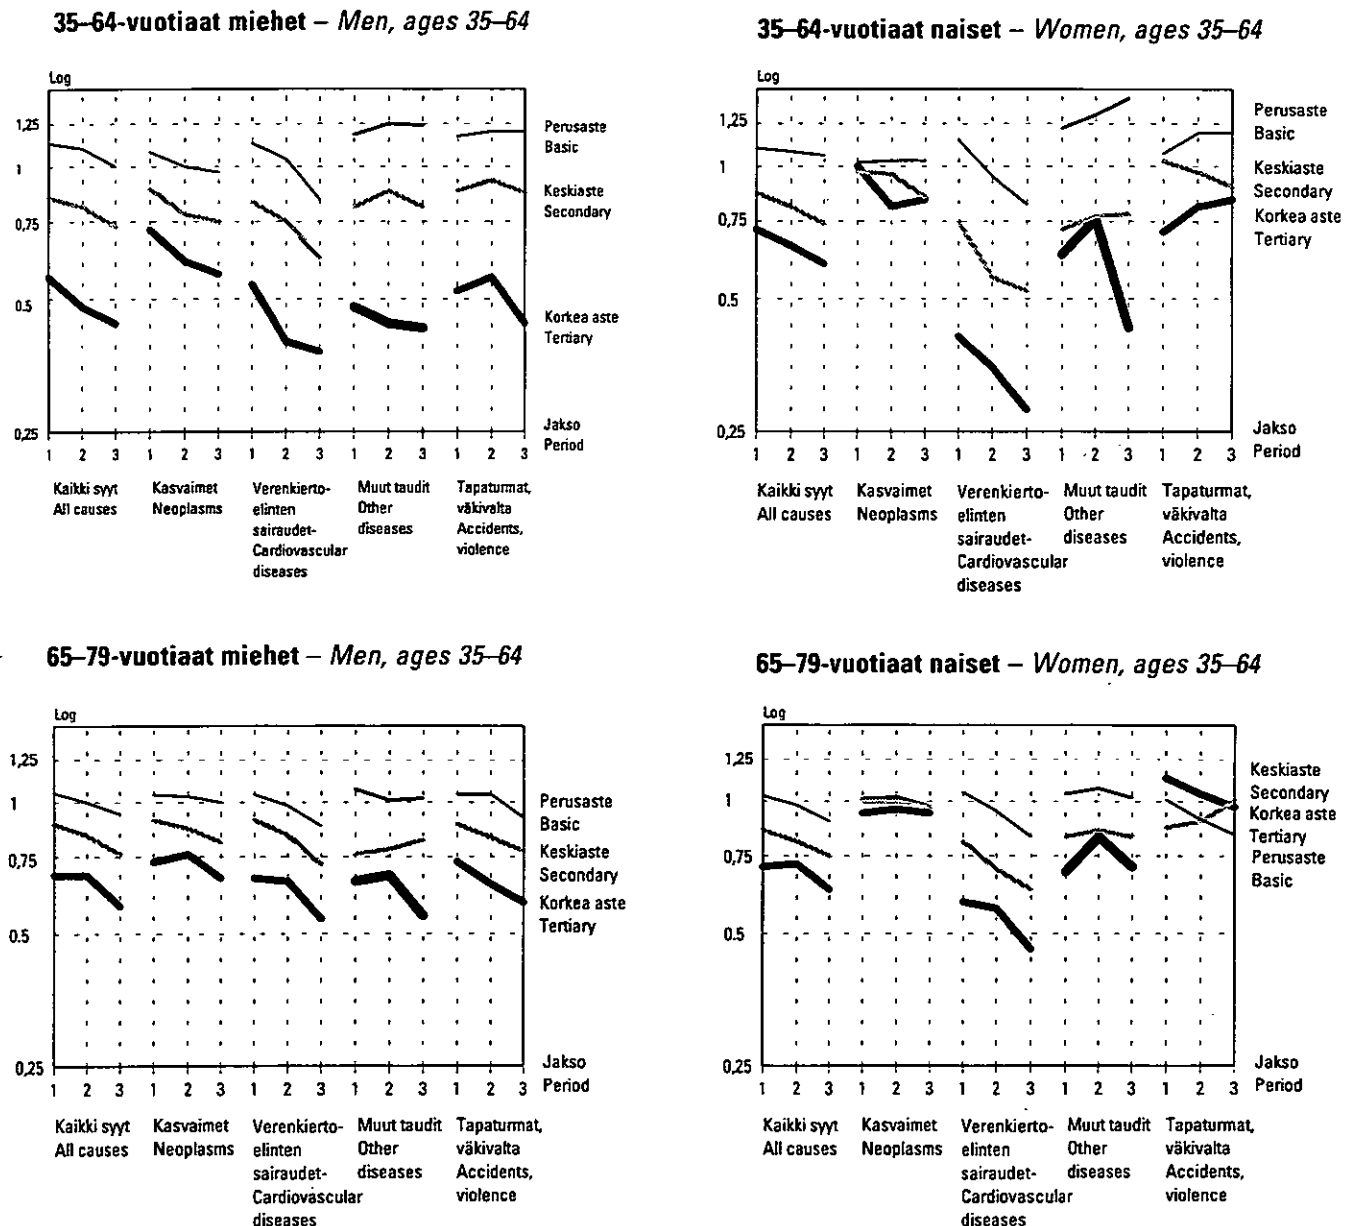 35–64-vuotiaat miehet – Men, ages 35–64
Log
1,25
1
0,75
0.5
0,25
Perusaste
Basic
Keskiaste
Secondary
Korkea aste
Tertiary
Jakso
Period
1 2 3 1 2 3 1 2 3 1 2 3 1 2 3
Kaikki syyt
All causes
Kasvaimet
Neoplasms
Verenkierto-
elinten
sairaudet-
Cardiovascular
diseases
Muut taudit
Other
diseases
Tapaturmat,
väkivalta
Accidents,
violence
35–64-vuotiaat naiset – Women, ages 35–64
Log
1,25
1
0,75
0.5
0,25
Perusaste
Basic
Keskiaste
Secondary
Korkea aste
Tertiary
Jakso
Period
1 2 3 1 2 3 1 2 3 1 2 3 1 2 3
Kaikki syyt
All causes
Kasvaimet
Neoplasms
Verenkierto-
elinten
sairaudet-
Cardiovascular
diseases
Muut taudit
Other
diseases
Tapaturmat,
väkivalta
Accidents,
violence
65–79-vuotiaat miehet – Men, ages 35–64
Log
1,25
1
0,75
0.5
0,25
Perusaste
Basic
Keskiaste
Secondary
Korkea aste
Tertiary
Jakso
Period
1 2 3 1 2 3 1 2 3 1 2 3 1 2 3
Kaikki syyt
All causes
Kasvaimet
Neoplasms
Verenkierto-
elinten
sairaudet-
Cardiovascular
diseases
Muut taudit
Other
diseases
Tapaturmat,
väkivalta
Accidents,
violence
65–79-vuotiaat naiset – Women, ages 35–64
Log
1,25
1
0,75
0.5
0,25
Keskiaste
Secondary
Korkea aste
Tertiary
Perusaste
Basic
Jakso
Period
1 2 3 1 2 3 1 2 3 1 2 3 1 2 3
Kaikki syyt
All causes
Kasvaimet
Neoplasms
Verenkierto-
elinten
sairaudet-
Cardiovascular
diseases
Muut taudit
Other
diseases
Tapaturmat,
väkivalta
Accidents,
violence